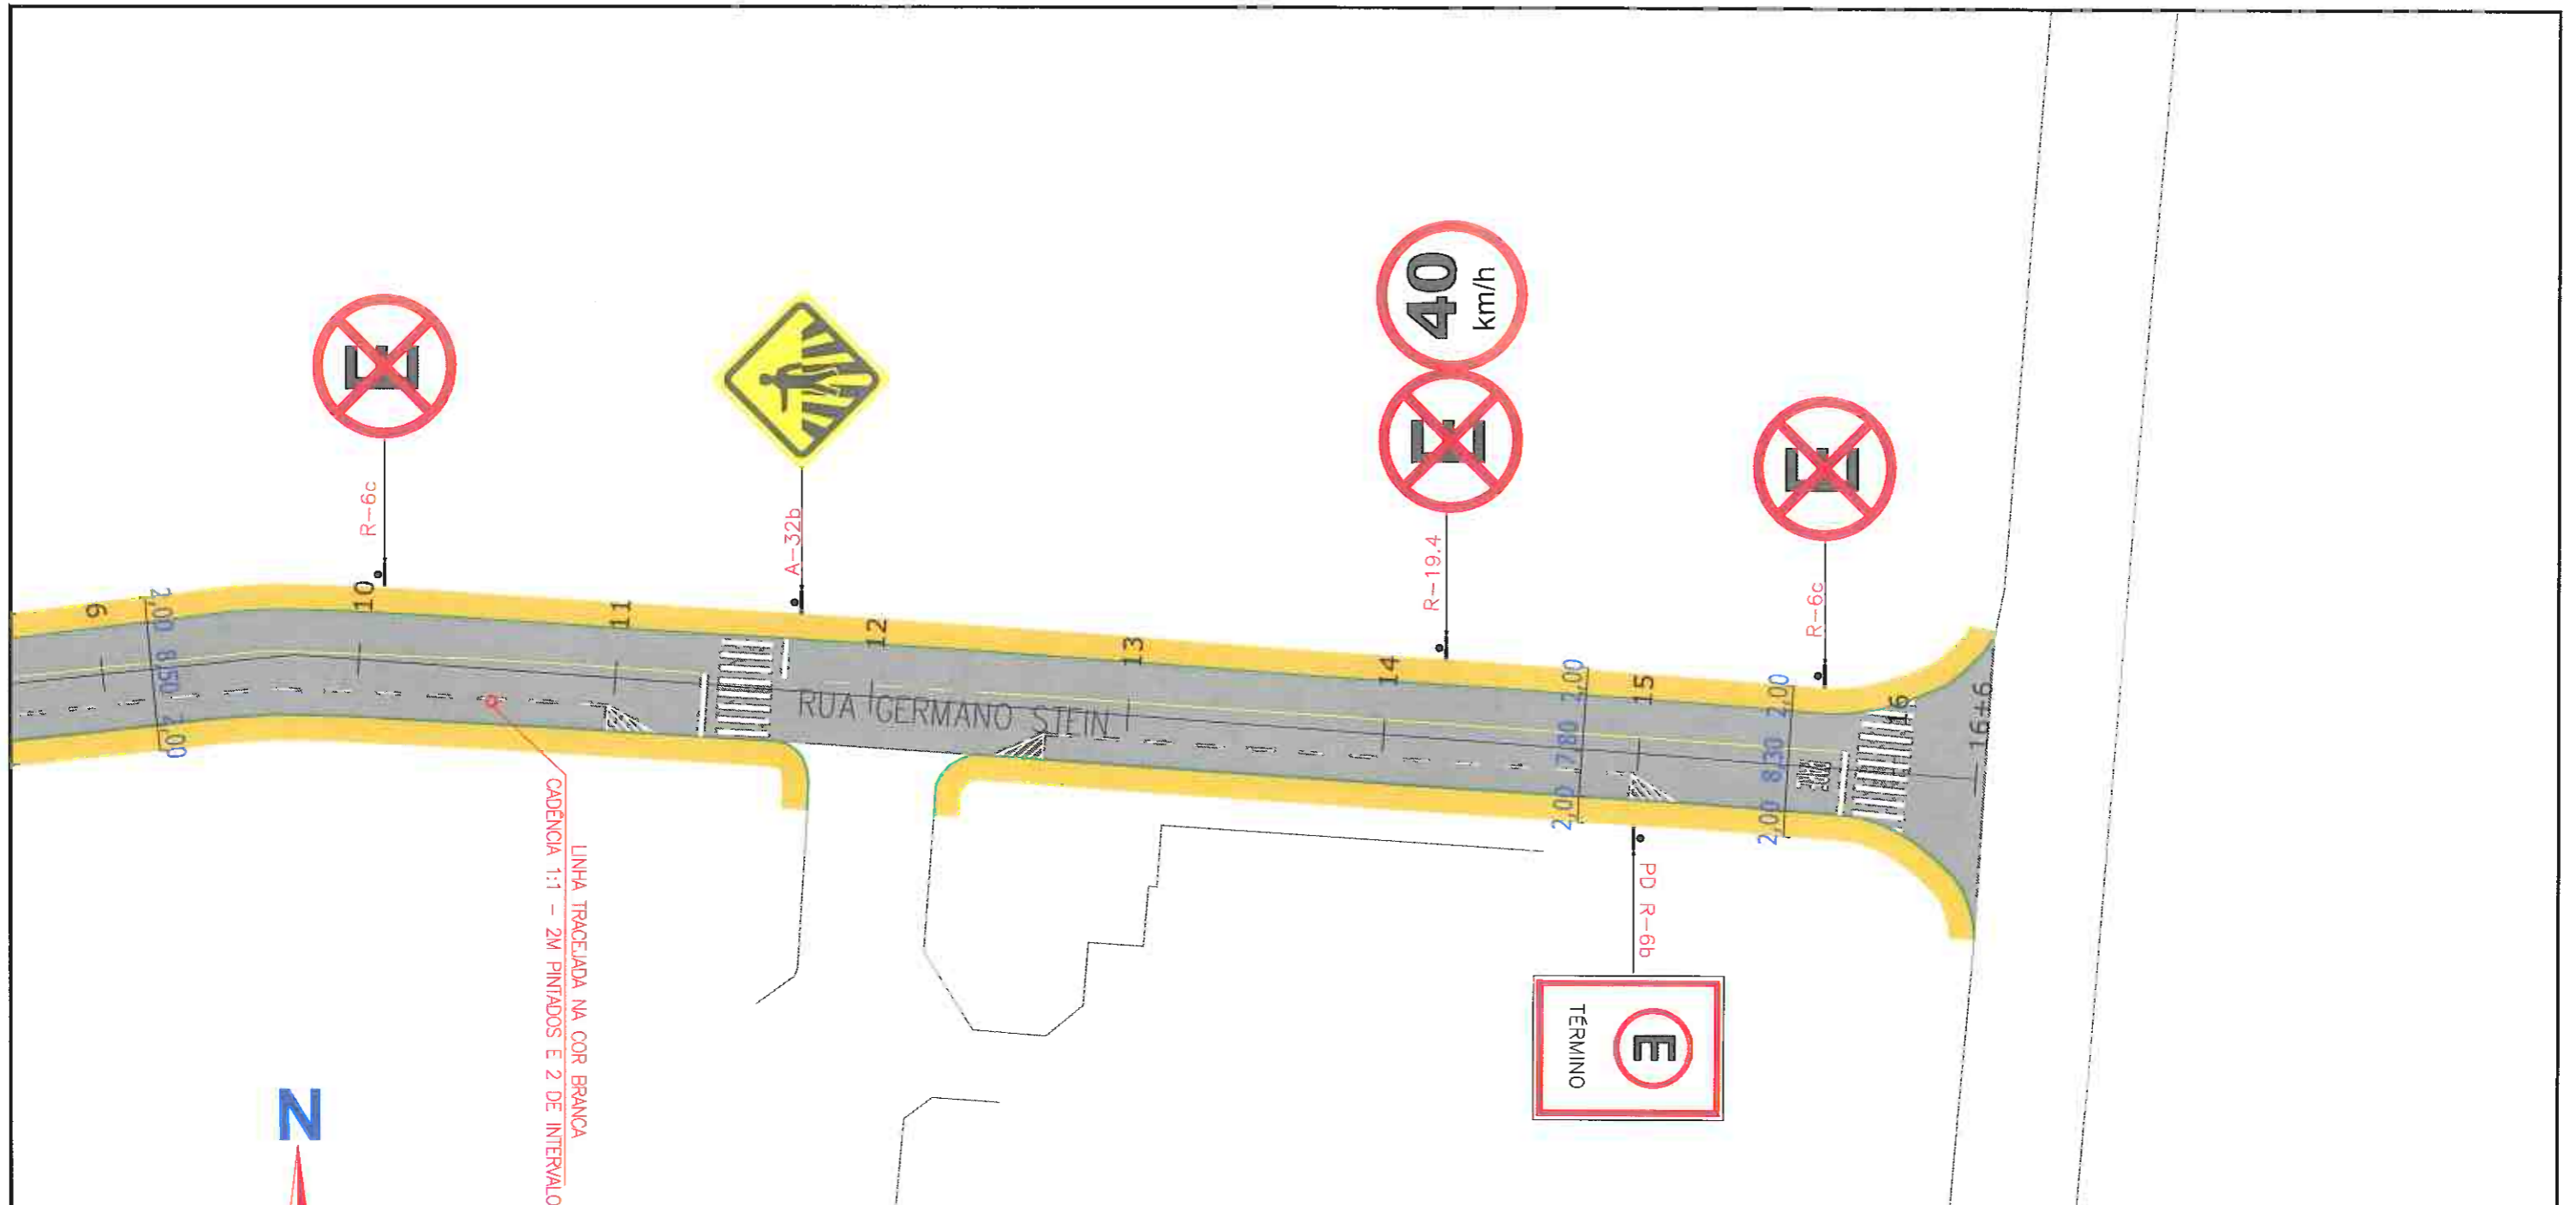 40
km/h
E
E
E
R-6c
A-32b
R-19.4
R-6c
9
10
11
12
13
14
15
16
16+6
2,00
8,50
2,00
2,00
7,80
2,00
2,00
8,30
2,00
RUA GERMANO STEIN
PD R-6b
E
TÉRMINO
LINHA TRACEJADA NA COR BRANCA
CADÊNCIA 1:1 - 2M PINTADOS E 2 DE INTERVALO
N